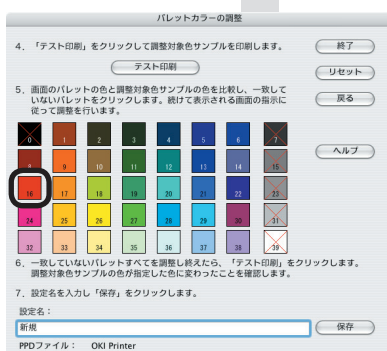 パレットカラーの調整
4. 「テスト印刷」をクリックして調整対象色サンプルを印刷します。
終了
テスト印刷
リセット
5. 画面のパレットの色と調整対象色サンプルの色を比較し、一致して
いないパレットをクリックします。続けて表示される画面の指示に
従って調整を行います。
戻る
0 1 2 3 4 5 6 7
ヘルプ
8 9 10 11 12 13 14 15
16 17 18 19 20 21 22 23
24 25 26 27 28 29 30 31
32 33 34 35 36 37 38 39
6. 一致していないパレットすべてを調整し終えたら、「テスト印刷」をクリックします。
調整対象色サンプルの色が指定した色に変わったことを確認します。
7. 設定名を入力し「保存」をクリックします。
設定名：
新規
保存
PPDファイル： OKI Printer